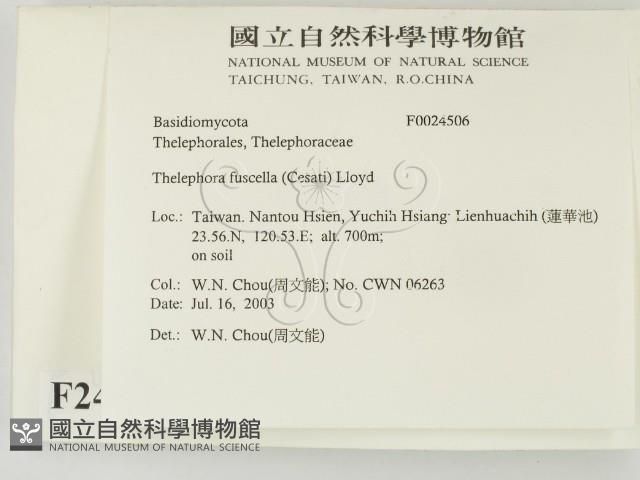 國立自然科學博物館
NATIONAL MUSEUM OF NATURAL SCIENCE
TAICHUNG, TAIWAN, R.O.CHINA
Basidiomycota F0024506
Thelephorales, Thelephoraceae
Thelephora fuscella (Cesati) Lloyd
Loc.: Taiwan. Nantou Hsien, Yuchih Hsiang Lienhuachih (蓮華池)
23.56.N, 120.53.E; alt. 700m;
on soil
Col.: W.N. Chou(周文能); No. CWN 06263
Date: Jul. 16, 2003
Det.: W.N. Chou(周文能)
F24
國立自然科學博物館
NATIONAL MUSEUM OF NATURAL SCIENCE